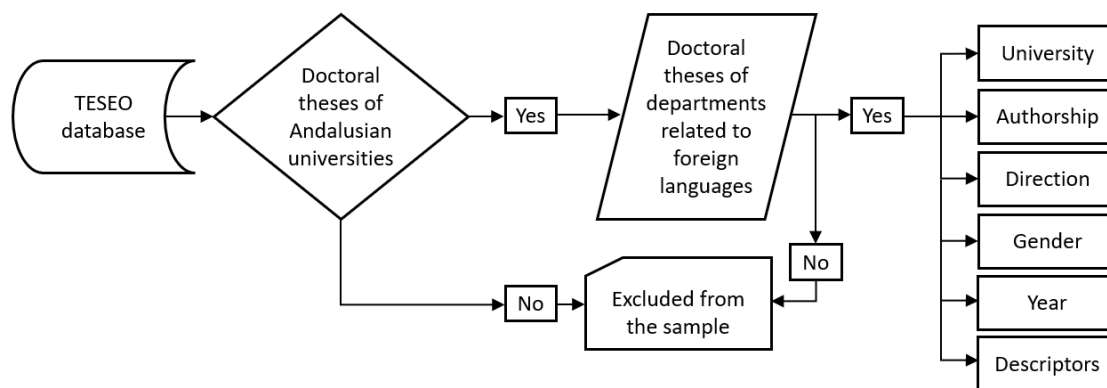 TESEO
database
Doctoral
theses of
Andalusian
universities
Yes
Doctoral
theses of
departments
related to
foreign
languages
Yes
No
No
Excluded from
the sample
University
Authorship
Direction
Gender
Year
Descriptors